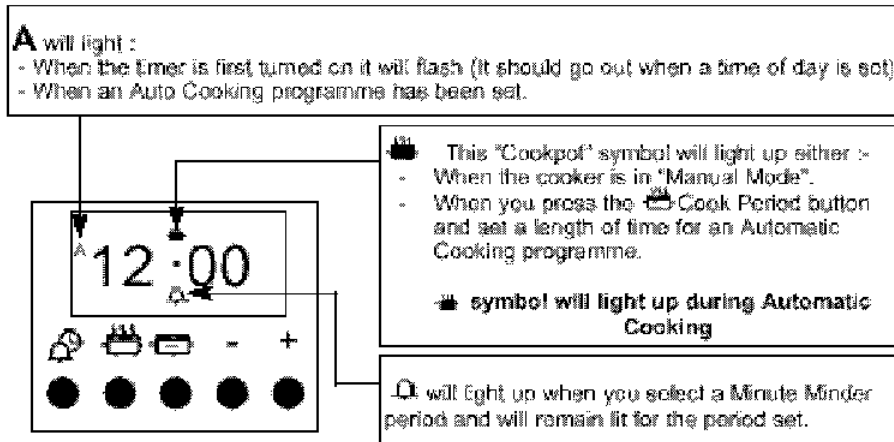 A will light :
- When the timer is first turned on it will flash (It should go out when a time of day is set)
- When an Auto Cooking programme has been set.
This "Cookpot" symbol will light up either :-
- When the cooker is in "Manual Mode".
- When you press the Cook Period button
and set a length of time for an Automatic
Cooking programme.
symbol will light up during Automatic
Cooking
A
12:00
- +
will light up when you select a Minute Minder
period and will remain lit for the period set.